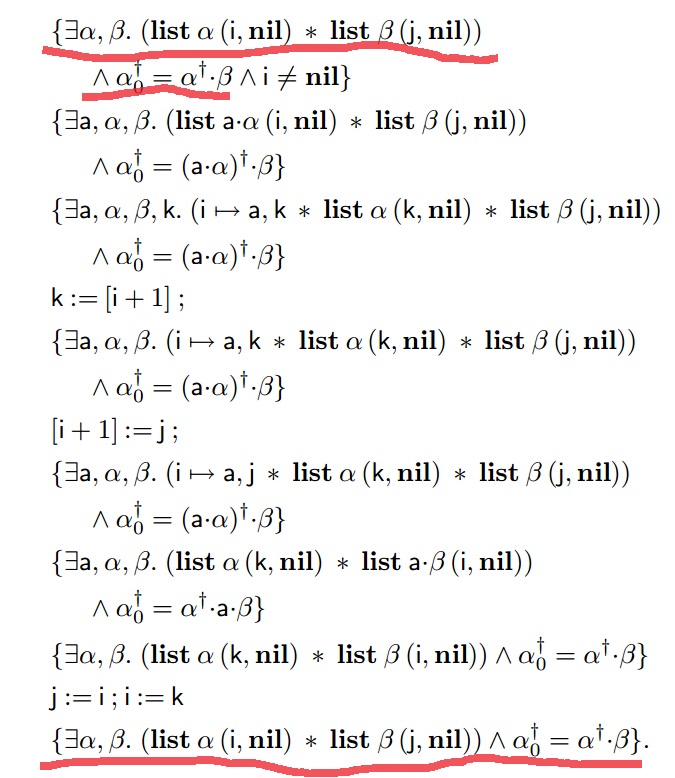 {∃α, β. (list α (i, nil) ∗ list β (j, nil))
∧ α₀† = α†·β ∧ i ≠ nil}
{∃a, α, β. (list a·α (i, nil) ∗ list β (j, nil))
∧ α₀† = (a·α)†·β}
{∃a, α, β, k. (i ↦ a, k ∗ list α (k, nil) ∗ list β (j, nil))
∧ α₀† = (a·α)†·β}
k := [i + 1] ;
{∃a, α, β. (i ↦ a, k ∗ list α (k, nil) ∗ list β (j, nil))
∧ α₀† = (a·α)†·β}
[i + 1] := j ;
{∃a, α, β. (i ↦ a, j ∗ list α (k, nil) ∗ list β (j, nil))
∧ α₀† = (a·α)†·β}
{∃a, α, β. (list α (k, nil) ∗ list a·β (i, nil))
∧ α₀† = α†·a·β}
{∃α, β. (list α (k, nil) ∗ list β (i, nil)) ∧ α₀† = α†·β}
j := i ; i := k
{∃α, β. (list α (i, nil) ∗ list β (j, nil)) ∧ α₀† = α†·β}.